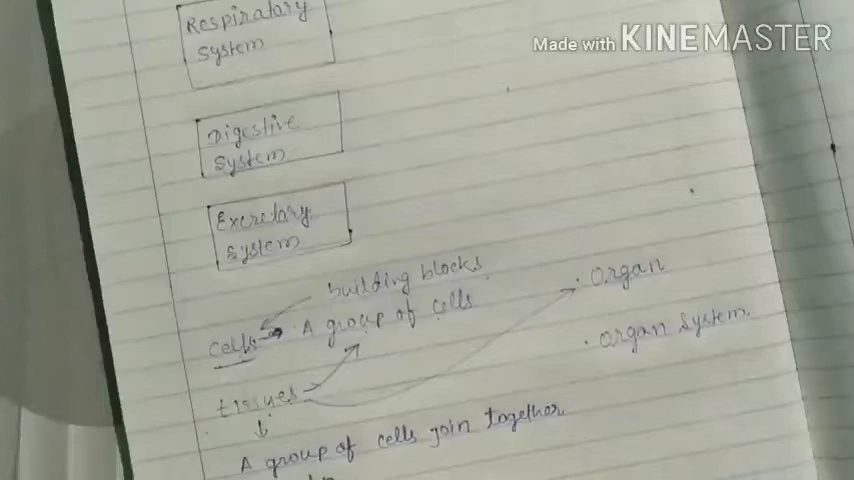 Made with KINEMASTER
Respiratory
System
Digestive
System
Excretary
System
building blocks
Cells A group of cells
. Organ
. Organ System.
tissues
A group of cells join together